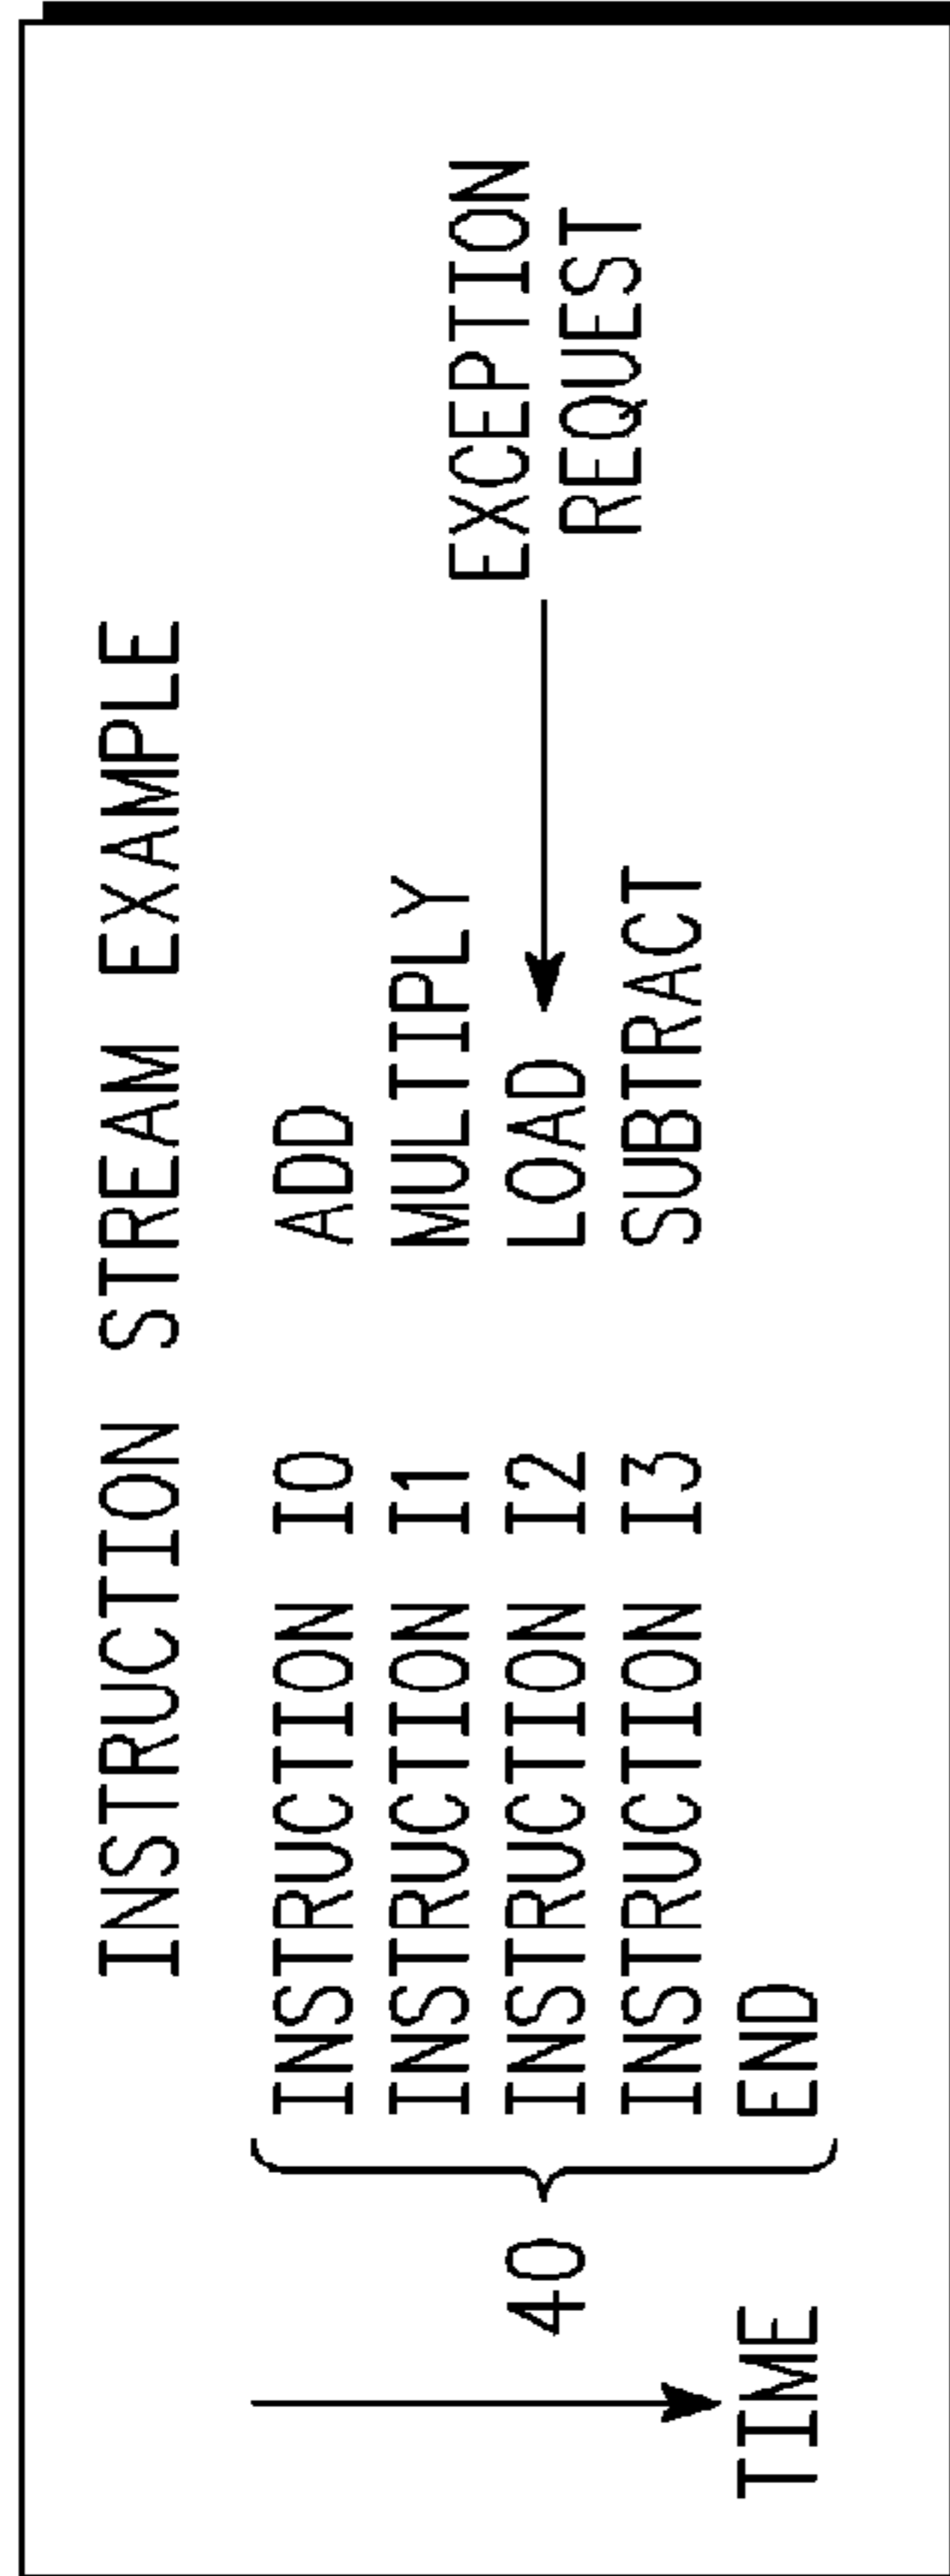 INSTRUCTION STREAM EXAMPLE
INSTRUCTION I0 ADD
INSTRUCTION I1 MULTIPLY
INSTRUCTION I2 LOAD
INSTRUCTION I3 SUBTRACT
END
EXCEPTION
REQUEST
40
TIME